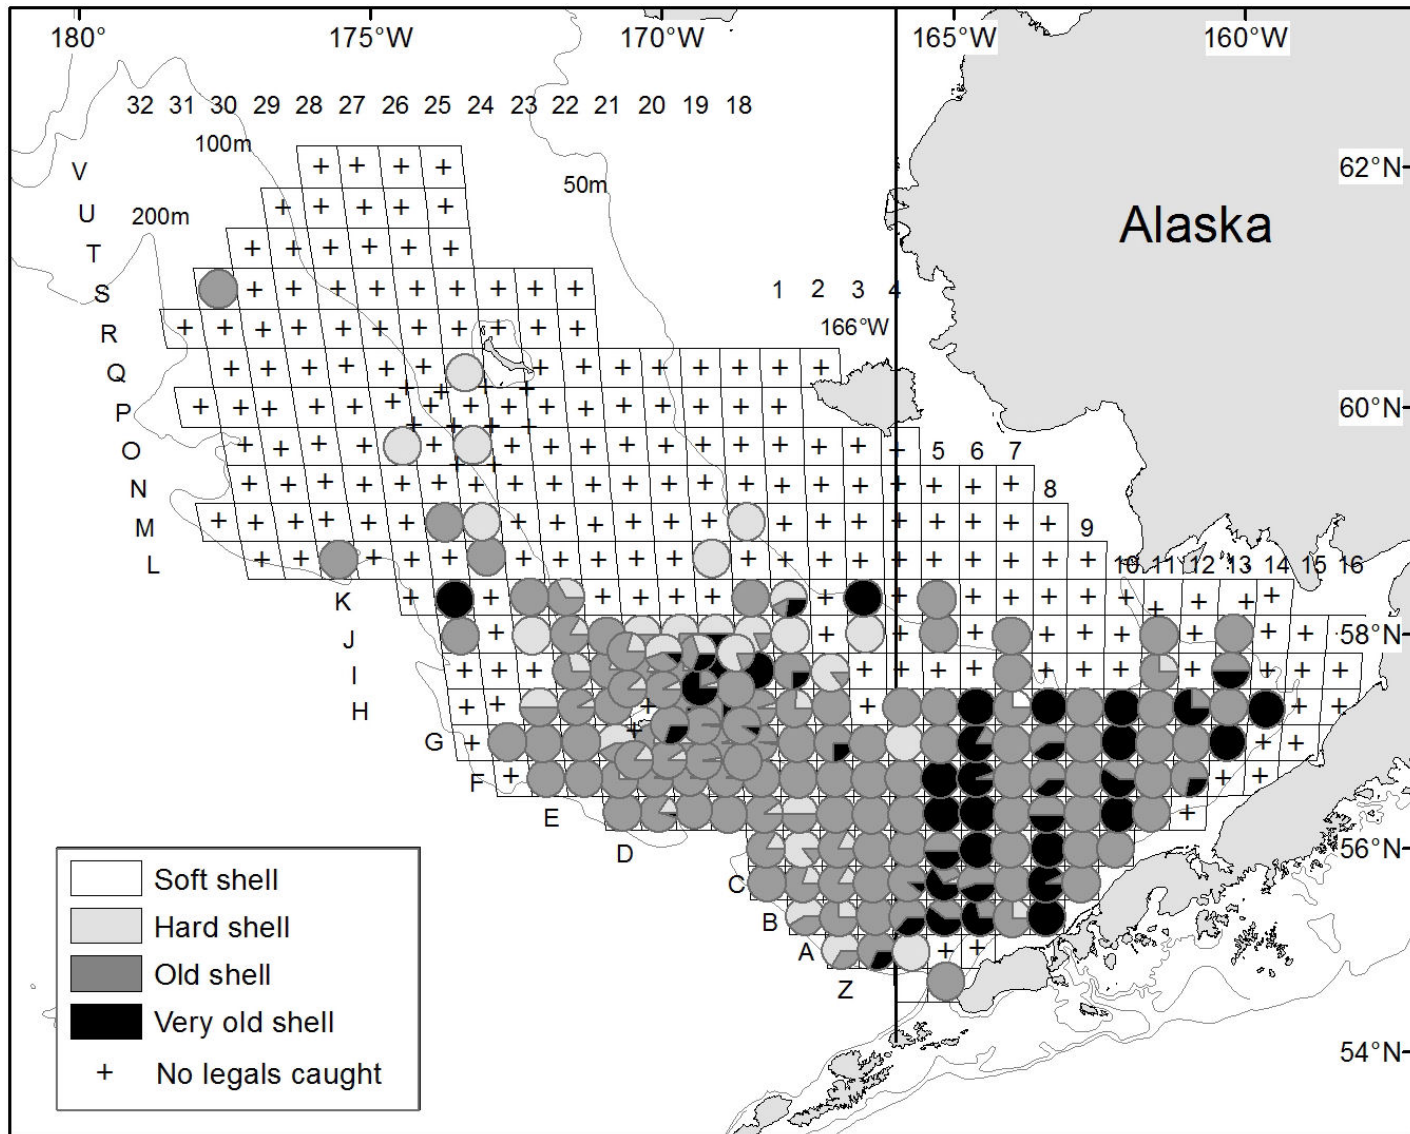 180° 175°W 170°W 165°W 160°W
32 31 30 29 28 27 26 25 24 23 22 21 20 19 18
100m
V
62°N
50m
U
200m
Alaska
T
S
1 2 3 4
R
166°W
Q
P
60°N
O
5 6 7
N
8
M
9
L
10 11 12 13 14 15 16
K
J
58°N
I
H
G
F
E
D
56°N
C
B
A
Z
54°N
Soft shell
Hard shell
Old shell
Very old shell
+ No legals caught